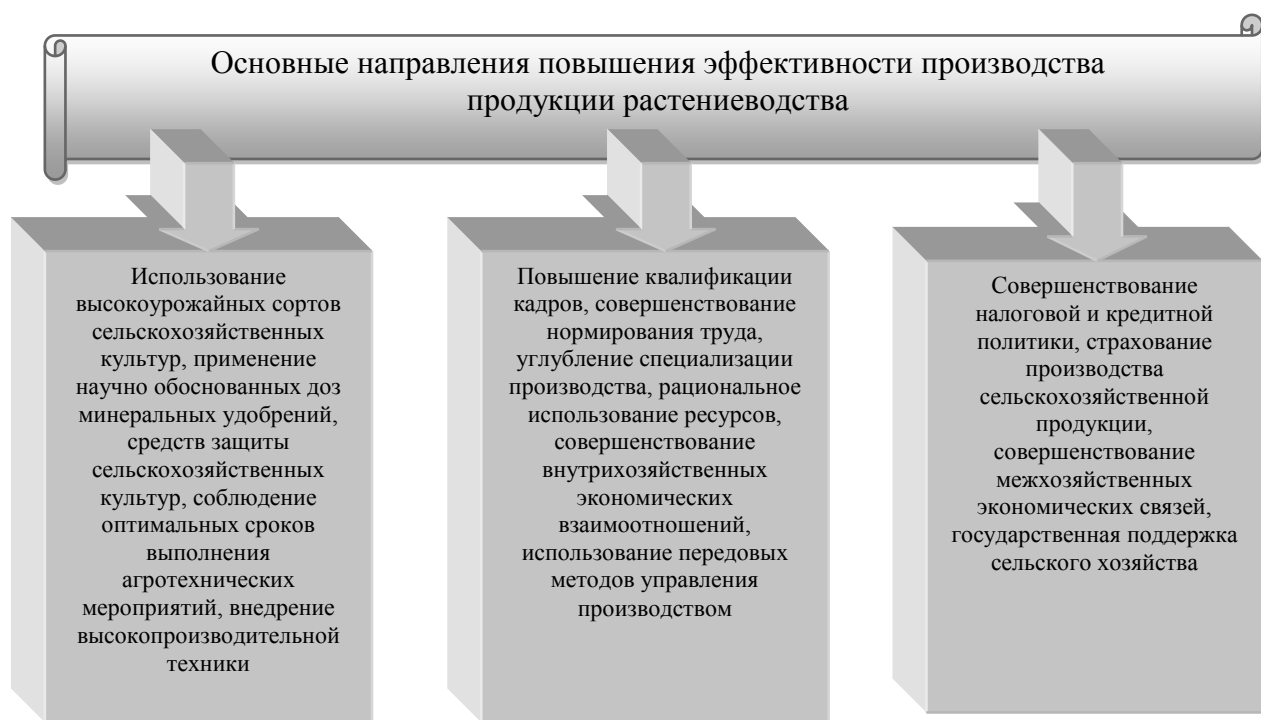 Основные направления повышения эффективности производства
продукции растениеводства
Использование
высокоурожайных сортов
сельскохозяйственных
культур, применение
научно обоснованных доз
минеральных удобрений,
средств защиты
сельскохозяйственных
культур, соблюдение
оптимальных сроков
выполнения
агротехнических
мероприятий, внедрение
высокопроизводительной
техники
Повышение квалификации
кадров, совершенствование
нормирования труда,
углубление специализации
производства, рациональное
использование ресурсов,
совершенствование
внутрихозяйственных
экономических
взаимоотношений,
использование передовых
методов управления
производством
Совершенствование
налоговой и кредитной
политики, страхование
производства
сельскохозяйственной
продукции,
совершенствование
межхозяйственных
экономических связей,
государственная поддержка
сельского хозяйства